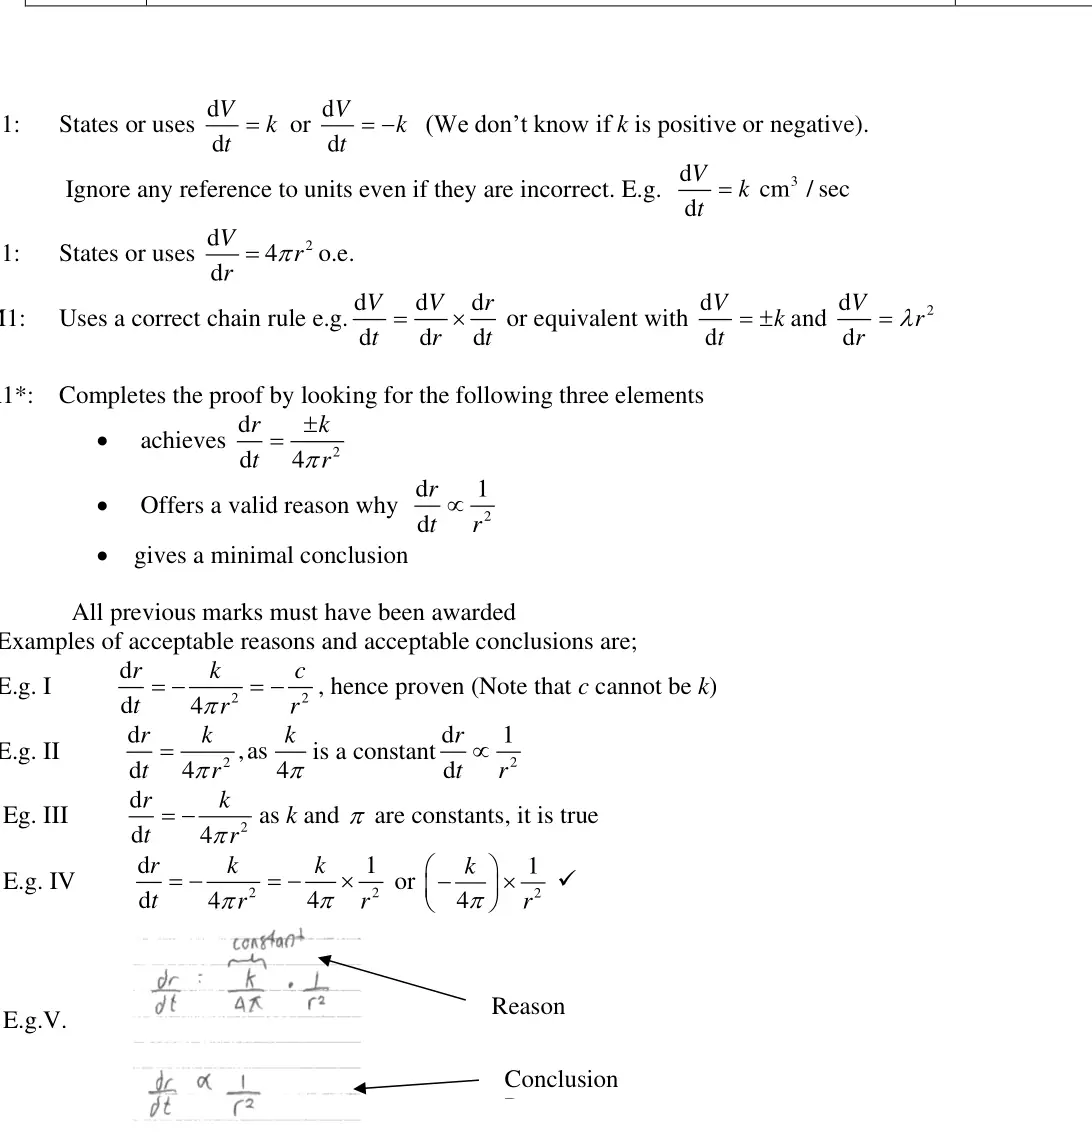 1: States or uses dV/dt = k or dV/dt = −k (We don’t know if k is positive or negative).
Ignore any reference to units even if they are incorrect. E.g. dV/dt = k cm³ / sec
1: States or uses dV/dr = 4πr² o.e.
M1: Uses a correct chain rule e.g. dV/dt = dV/dr × dr/dt or equivalent with dV/dt = ±k and dV/dr = λr²
1*: Completes the proof by looking for the following three elements
• achieves dr/dt = ±k/4πr²
• Offers a valid reason why dr/dt ∝ 1/r²
• gives a minimal conclusion
All previous marks must have been awarded
Examples of acceptable reasons and acceptable conclusions are;
E.g. I dr/dt = −k/4πr² = −c/r² , hence proven (Note that c cannot be k)
E.g. II dr/dt = k/4πr² , as k/4π is a constant dr/dt ∝ 1/r²
Eg. III dr/dt = −k/4πr² as k and π are constants, it is true
E.g. IV dr/dt = −k/4πr² = −k/4π × 1/r² or (−k/4π) × 1/r² ✓
constant
dr/dt = k/4π · 1/r²
Reason
E.g.V.
Conclusion
dr/dt ∝ 1/r²